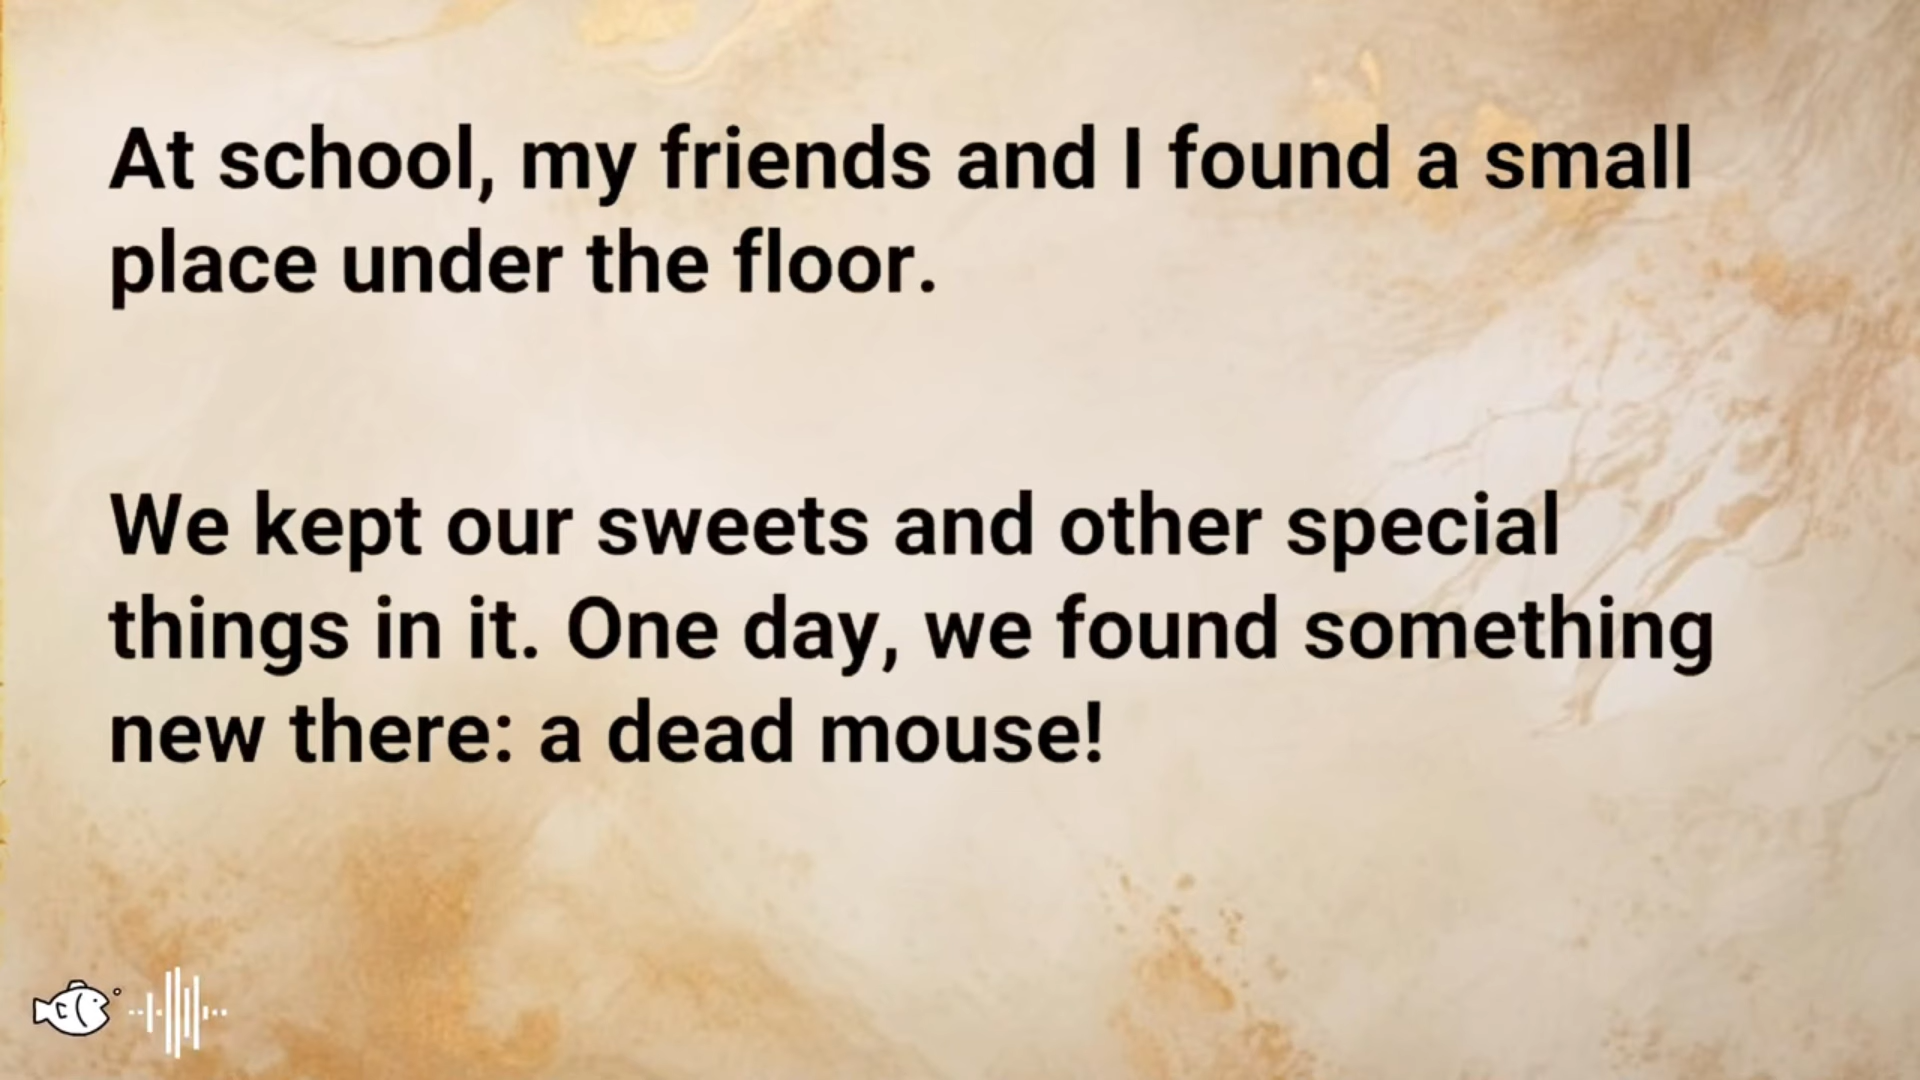 At school, my friends and I found a small
place under the floor.
We kept our sweets and other special
things in it. One day, we found something
new there: a dead mouse!